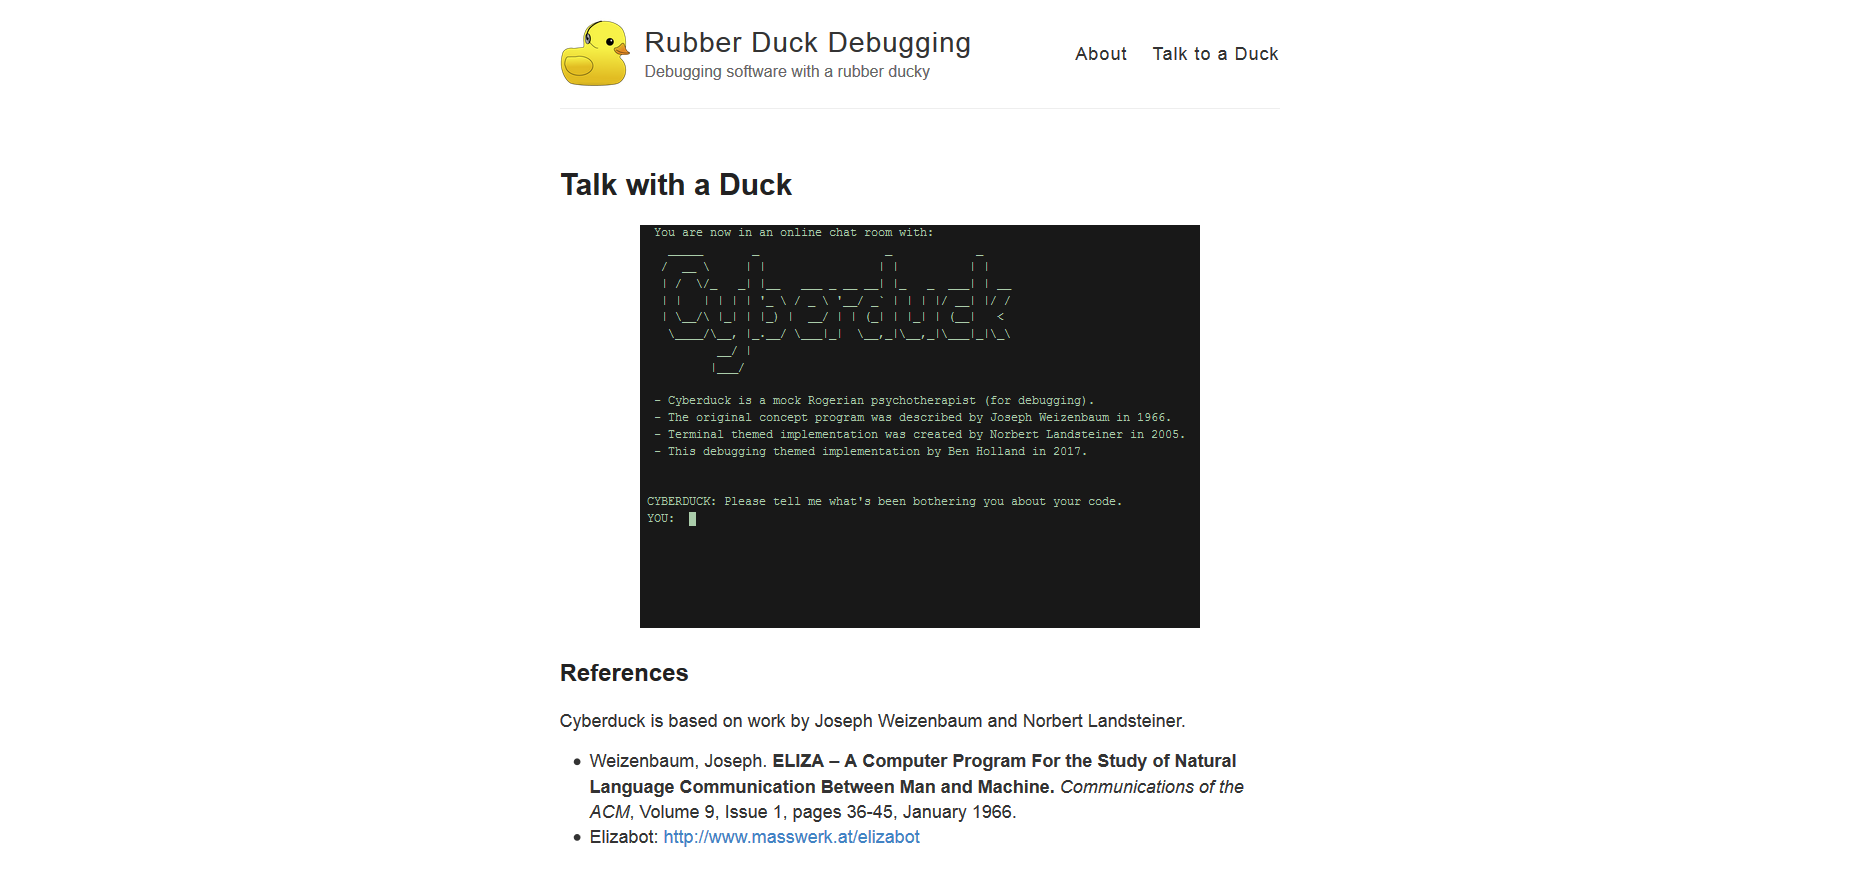 Rubber Duck Debugging
Debugging software with a rubber ducky
About
Talk to a Duck
Talk with a Duck
You are now in an online chat room with:
Cyberduck
- Cyberduck is a mock Rogerian psychotherapist (for debugging).
- The original concept program was described by Joseph Weizenbaum in 1966.
- Terminal themed implementation was created by Norbert Landsteiner in 2005.
- This debugging themed implementation by Ben Holland in 2017.
CYBERDUCK: Please tell me what's been bothering you about your code.
YOU:
References
Cyberduck is based on work by Joseph Weizenbaum and Norbert Landsteiner.
• Weizenbaum, Joseph. ELIZA – A Computer Program For the Study of Natural
Language Communication Between Man and Machine. Communications of the
ACM, Volume 9, Issue 1, pages 36-45, January 1966.
• Elizabot: http://www.masswerk.at/elizabot